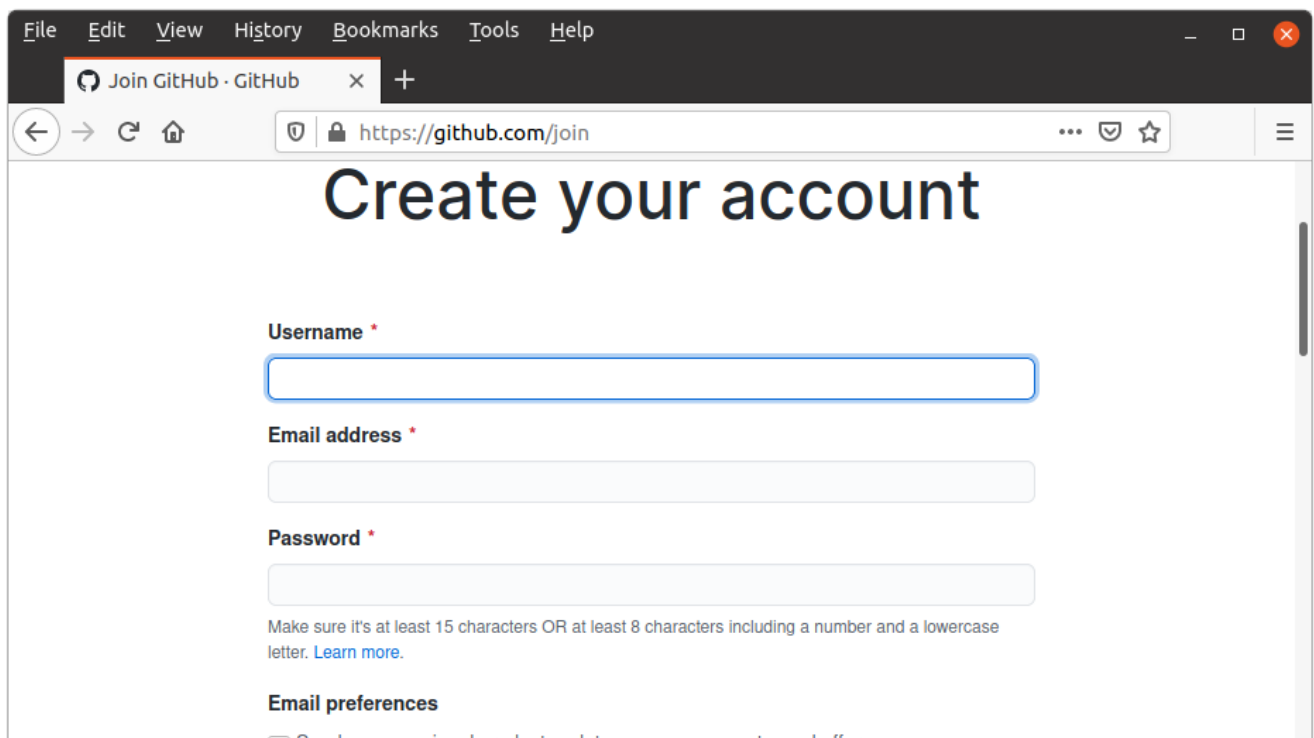 File Edit View History Bookmarks Tools Help
Join GitHub · GitHub
https://github.com/join
Create your account
Username *
Email address *
Password *
Make sure it's at least 15 characters OR at least 8 characters including a number and a lowercase
letter. Learn more.
Email preferences